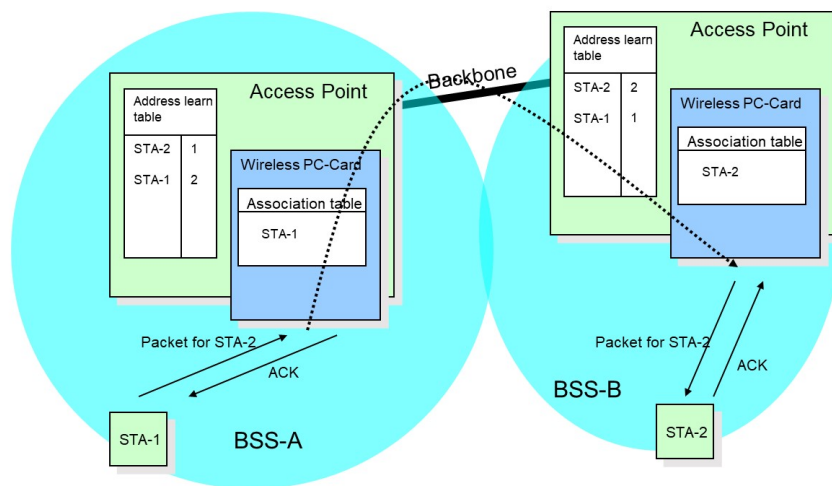 Access Point
Address learn
table
STA-2 1
STA-1 2
Wireless PC-Card
Association table
STA-1
Packet for STA-2
ACK
STA-1
BSS-A
Backbone
Access Point
Address learn
table
STA-2 2
STA-1 1
Wireless PC-Card
Association table
STA-2
Packet for STA-2
ACK
BSS-B
STA-2